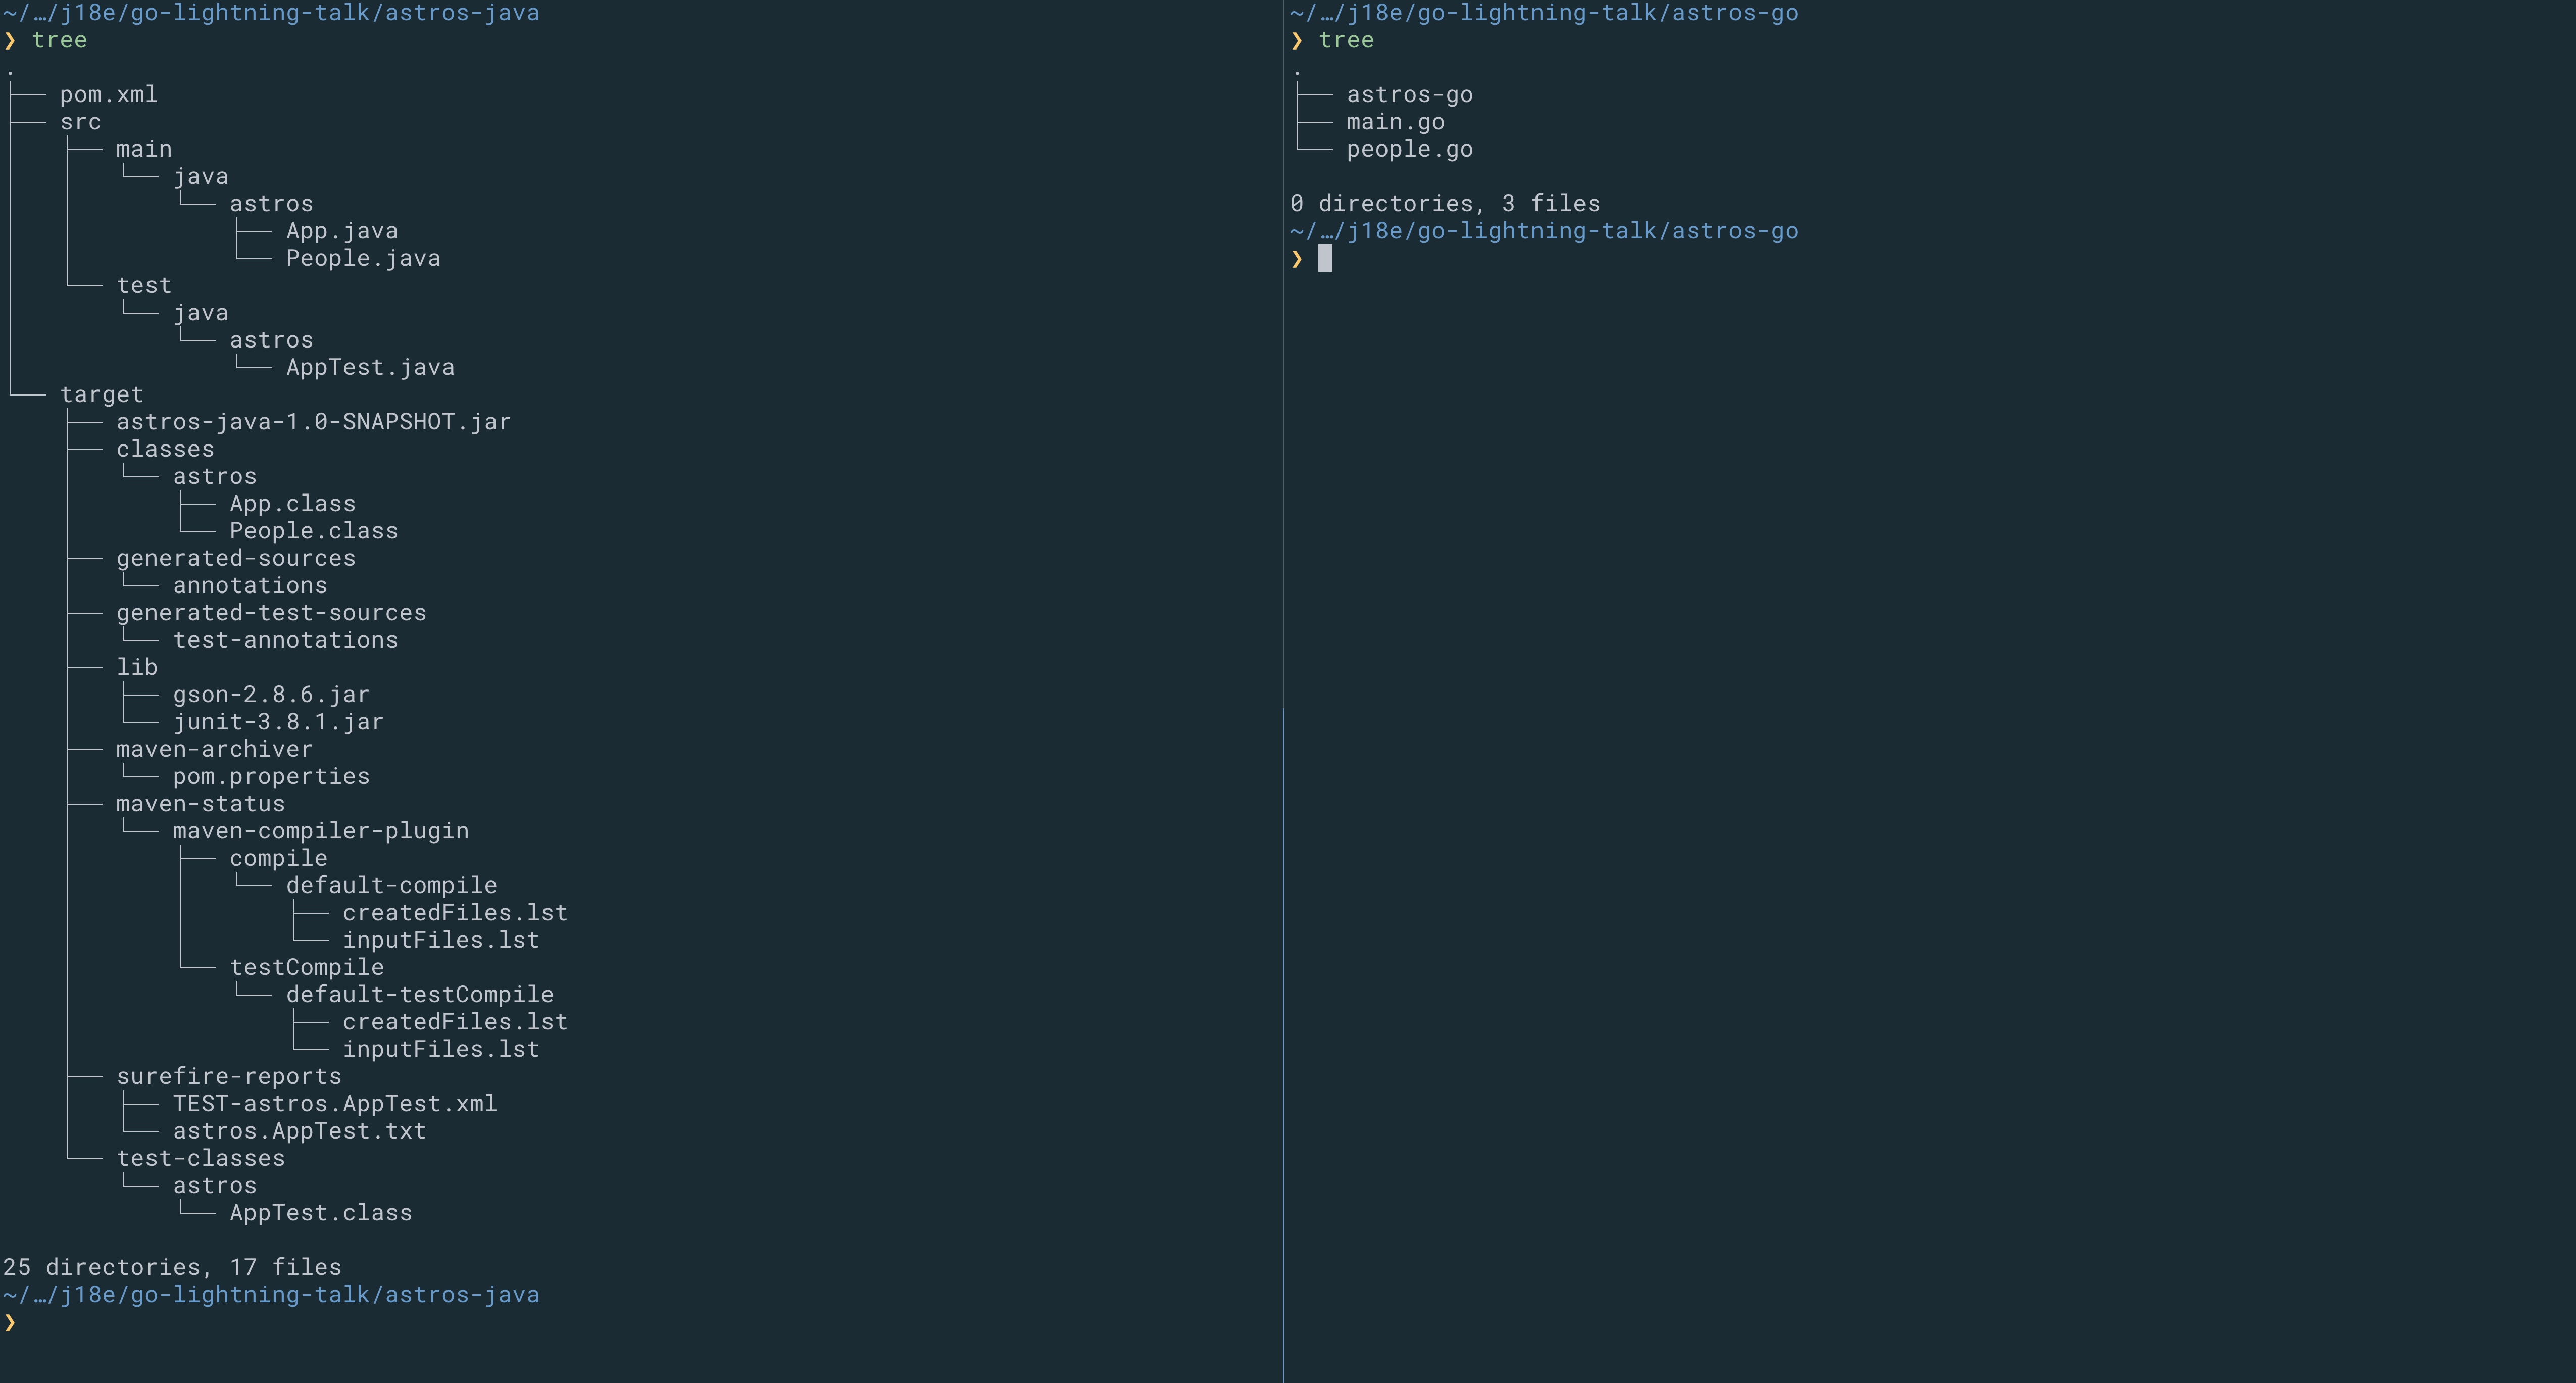 ~/…/j18e/go-lightning-talk/astros-java
❯ tree
.
├── pom.xml
├── src
│   ├── main
│   │   └── java
│   │       └── astros
│   │           ├── App.java
│   │           └── People.java
│   └── test
│       └── java
│           └── astros
│               └── AppTest.java
└── target
    ├── astros-java-1.0-SNAPSHOT.jar
    ├── classes
    │   └── astros
    │       ├── App.class
    │       └── People.class
    ├── generated-sources
    │   └── annotations
    ├── generated-test-sources
    │   └── test-annotations
    ├── lib
    │   ├── gson-2.8.6.jar
    │   └── junit-3.8.1.jar
    ├── maven-archiver
    │   └── pom.properties
    ├── maven-status
    │   └── maven-compiler-plugin
    │       ├── compile
    │       │   └── default-compile
    │       │       ├── createdFiles.lst
    │       │       └── inputFiles.lst
    │       └── testCompile
    │           └── default-testCompile
    │               ├── createdFiles.lst
    │               └── inputFiles.lst
    ├── surefire-reports
    │   ├── TEST-astros.AppTest.xml
    │   └── astros.AppTest.txt
    └── test-classes
        └── astros
            └── AppTest.class

25 directories, 17 files
~/…/j18e/go-lightning-talk/astros-java
❯
~/…/j18e/go-lightning-talk/astros-go
❯ tree
.
├── astros-go
├── main.go
└── people.go

0 directories, 3 files
~/…/j18e/go-lightning-talk/astros-go
❯